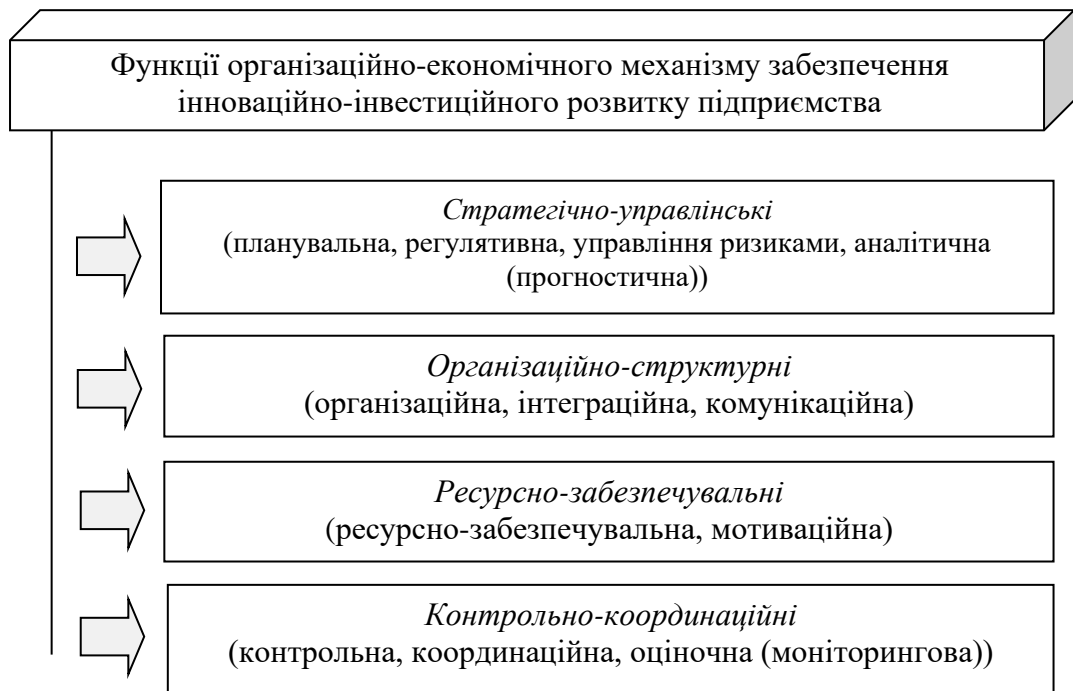 Функції організаційно-економічного механізму забезпечення
інноваційно-інвестиційного розвитку підприємства
Стратегічно-управлінські
(планувальна, регулятивна, управління ризиками, аналітична
(прогностична))
Організаційно-структурні
(організаційна, інтеграційна, комунікаційна)
Ресурсно-забезпечувальні
(ресурсно-забезпечувальна, мотиваційна)
Контрольно-координаційні
(контрольна, координаційна, оціночна (моніторингова))